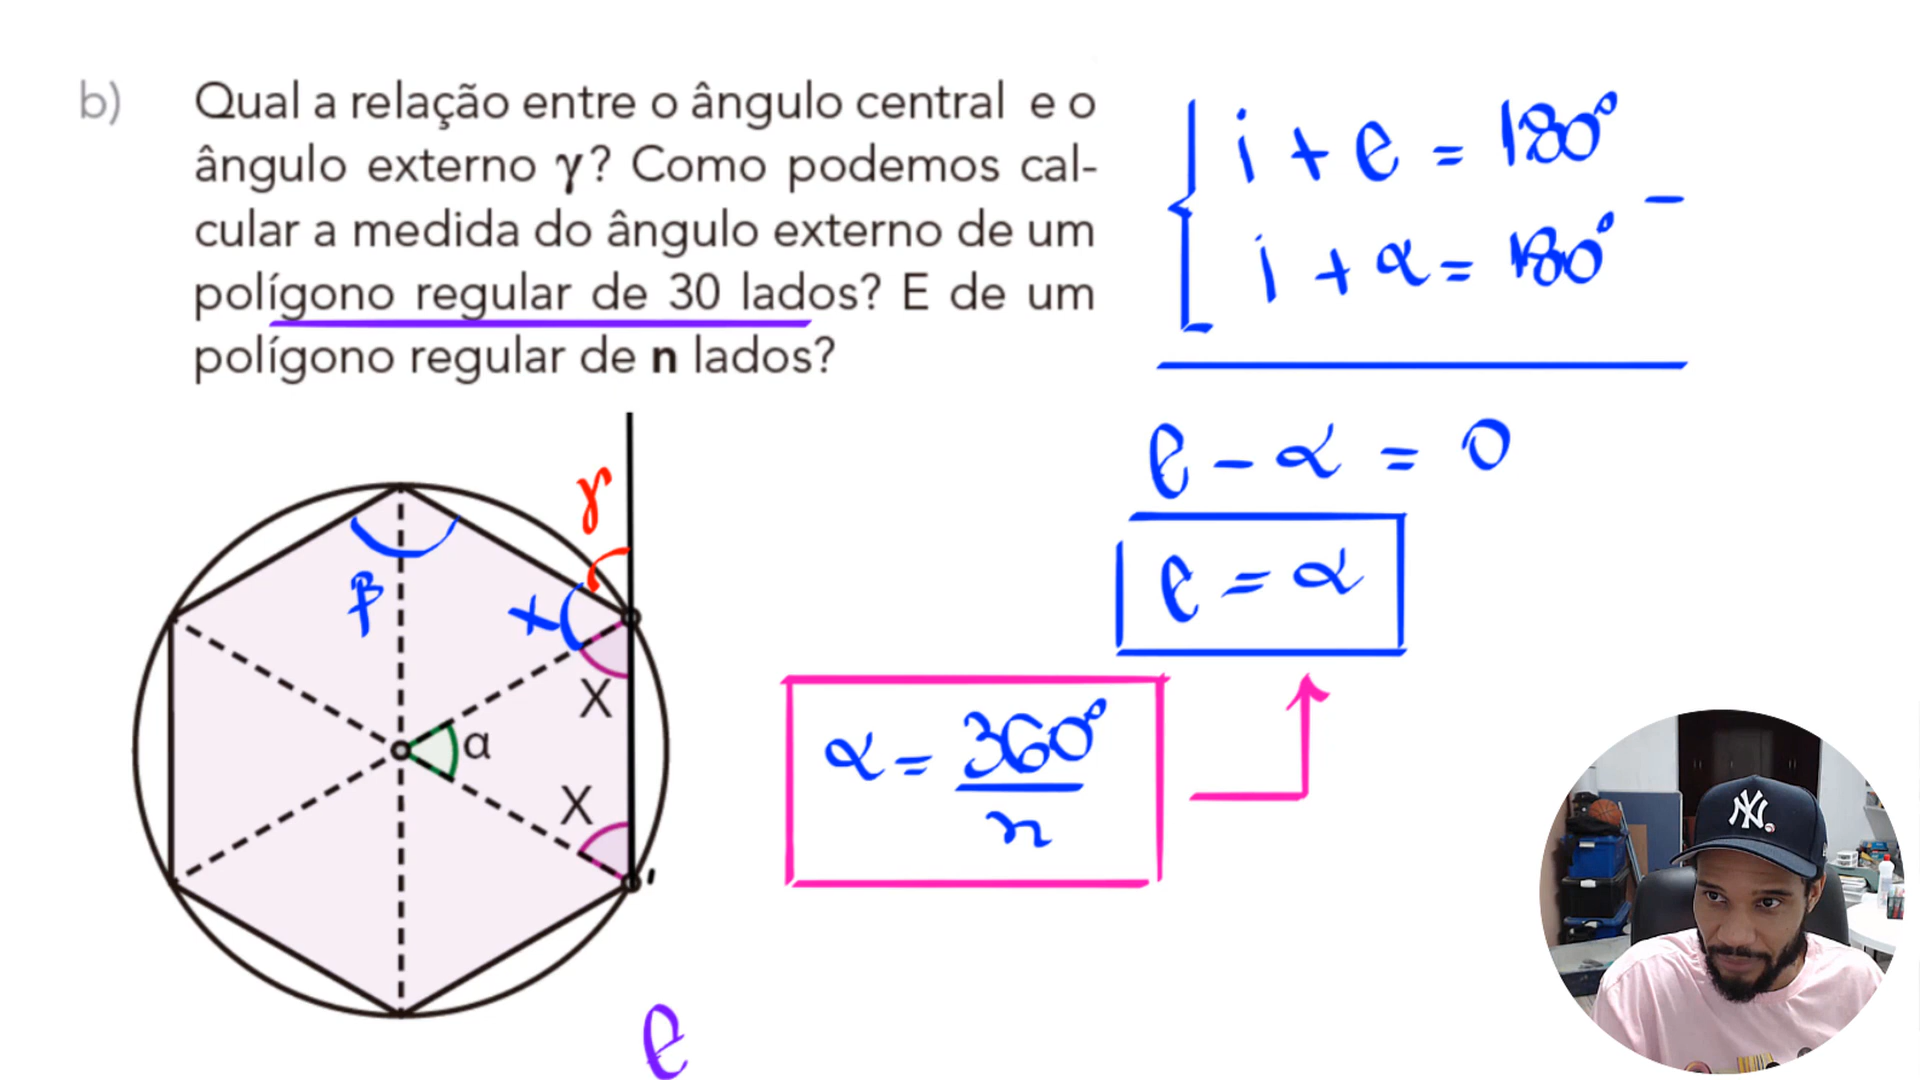 b) Qual a relação entre o ângulo central e o
ângulo externo γ? Como podemos cal-
cular a medida do ângulo externo de um
polígono regular de 30 lados? E de um
polígono regular de n lados?
i + e = 180°
i + α = 180°
-
e - α = 0
e = α
α = 360°
n
γ
β
x
X
α
X
e
NY